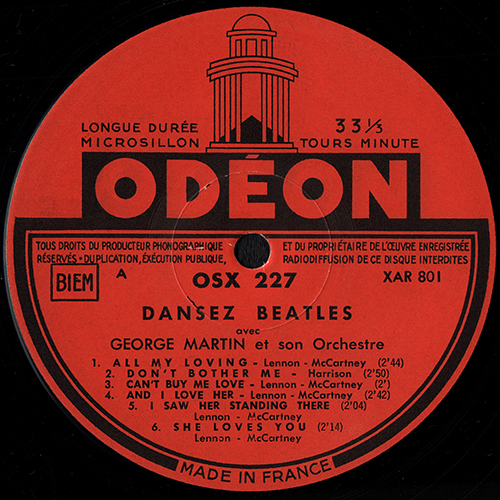 LONGUE DURÉE 33 1/3
MICROSILLON TOURS MINUTE
ODÉON
TOUS DROITS DU PRODUCTEUR PHONOGRAPHIQUE ET DU PROPRIÉTAIRE DE L'ŒUVRE ENREGISTRÉE
RÉSERVÉS • DUPLICATION, ÉXÉCUTION PUBLIQUE, RADIODIFFUSION DE CE DISQUE INTERDITES
BIEM A OSX 227 XAR 801
DANSEZ BEATLES
avec
GEORGE MARTIN et son Orchestre
1. ALL MY LOVING - Lennon - McCartney (2'44)
2. DON'T BOTHER ME - Harrison (2'50)
3. CAN'T BUY ME LOVE - Lennon - McCartney (2')
4. AND I LOVE HER - Lennon - McCartney (2'42)
5. I SAW HER STANDING THERE (2'04)
Lennon - McCartney
6. SHE LOVES YOU (2'14)
Lennon - McCartney
MADE IN FRANCE